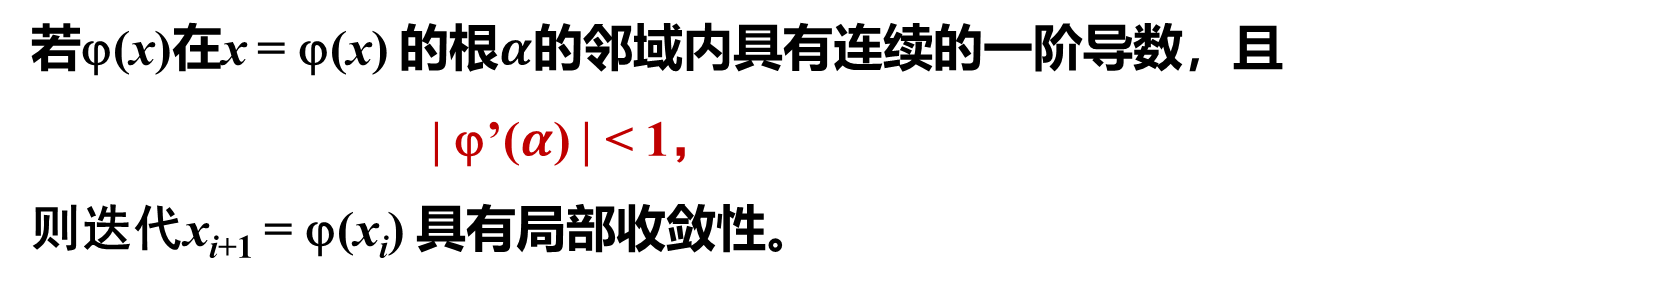 若φ(x)在x = φ(x) 的根α的邻域内具有连续的一阶导数，且
| φ’(α) | < 1，
则迭代xᵢ₊₁ = φ(xᵢ) 具有局部收敛性。